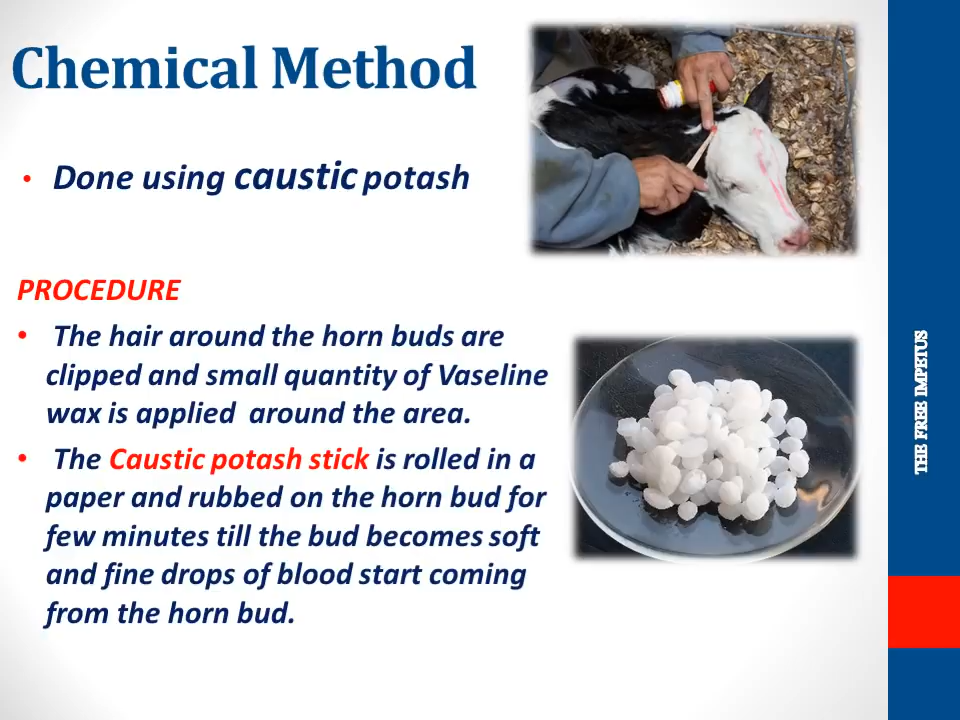 Chemical Method
• Done using caustic potash
PROCEDURE
• The hair around the horn buds are
clipped and small quantity of Vaseline
wax is applied around the area.
• The Caustic potash stick is rolled in a
paper and rubbed on the horn bud for
few minutes till the bud becomes soft
and fine drops of blood start coming
from the horn bud.
THE FREE IMPETUS